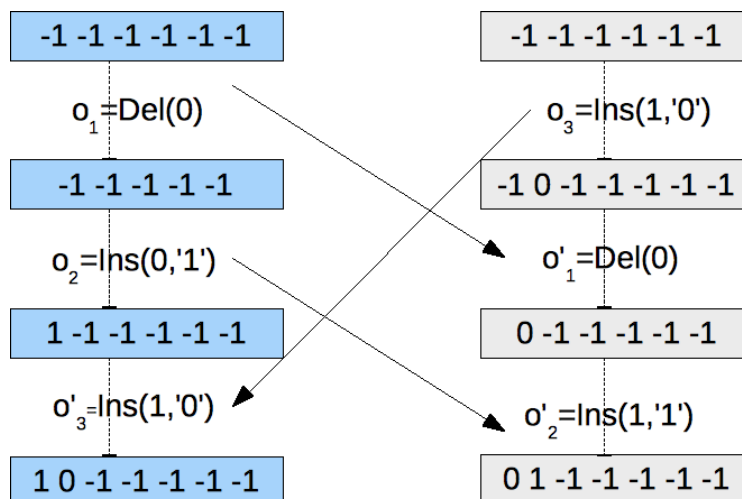 -1 -1 -1 -1 -1 -1
o1=Del(0)
-1 -1 -1 -1 -1
o2=Ins(0,'1')
1 -1 -1 -1 -1 -1
o'3=Ins(1,'0')
1 0 -1 -1 -1 -1 -1
-1 -1 -1 -1 -1 -1
o3=Ins(1,'0')
-1 0 -1 -1 -1 -1 -1
o'1=Del(0)
0 -1 -1 -1 -1 -1
o'2=Ins(1,'1')
0 1 -1 -1 -1 -1 -1